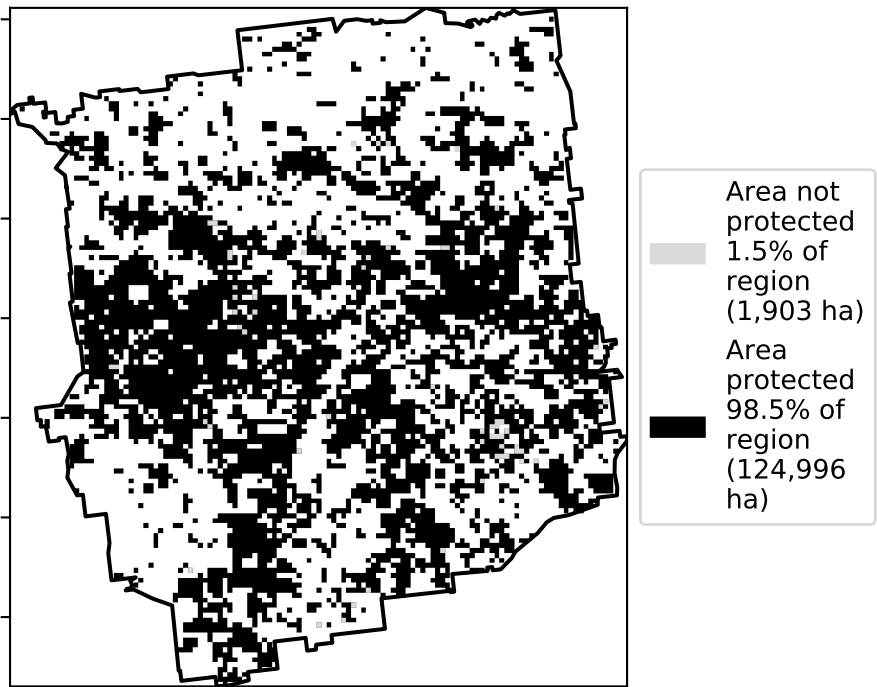 Area not
protected
1.5% of
region
(1,903 ha)
Area
protected
98.5% of
region
(124,996
ha)